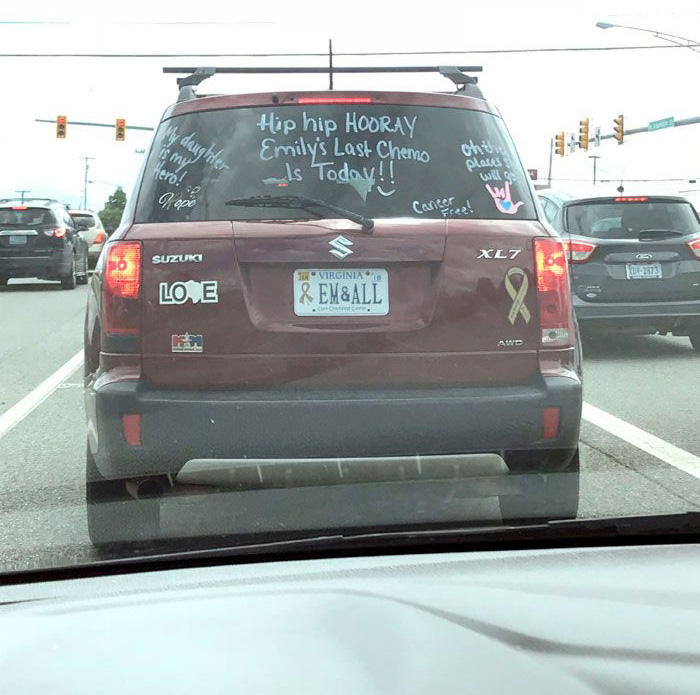 Hip hip HOORAY
Emily's Last Chemo
Is Today!!
My daughter
is my
hero!
Hope
oh the
places
will go
Cancer
Free!
SUZUKI
XL7
LOVE
VIRGINIA
EM&ALL
AWD